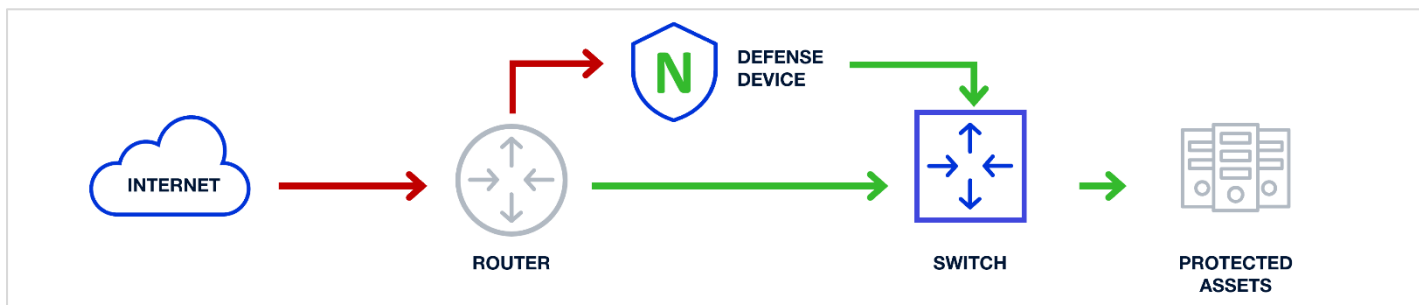 N
DEFENSE
DEVICE
INTERNET
ROUTER
SWITCH
PROTECTED
ASSETS